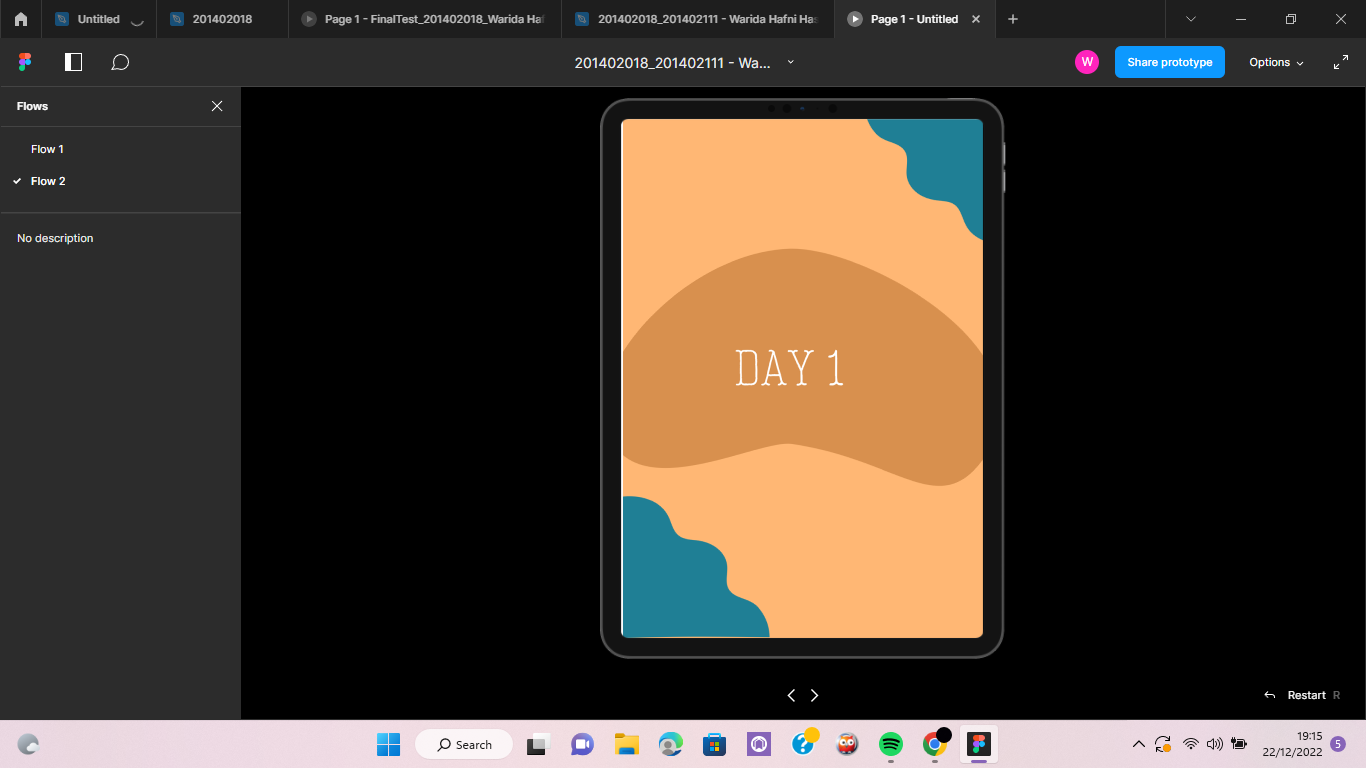 Untitled
201402018
Page 1 - FinalTest_201402018_Warida Haf
201402018_201402111 - Warida Hafni Has
Page 1 - Untitled
201402018_201402111 - Wa...
W
Share prototype
Options
Flows
Flow 1
Flow 2
No description
DAY 1
Restart R
Search
19:15
22/12/2022
5